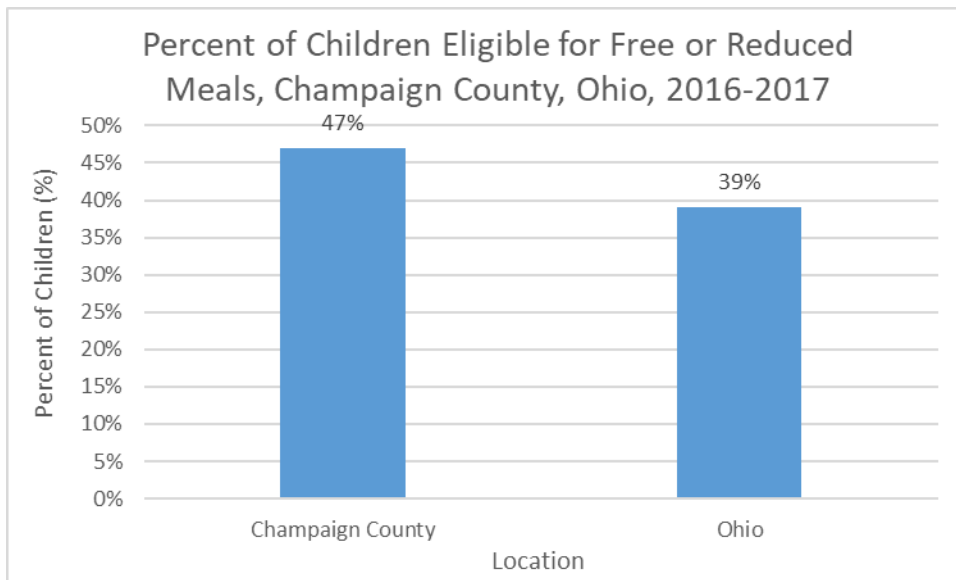 Percent of Children Eligible for Free or Reduced
Meals, Champaign County, Ohio, 2016-2017
Percent of Children (%)
50%
45%
40%
35%
30%
25%
20%
15%
10%
5%
0%
47%
39%
Champaign County
Ohio
Location